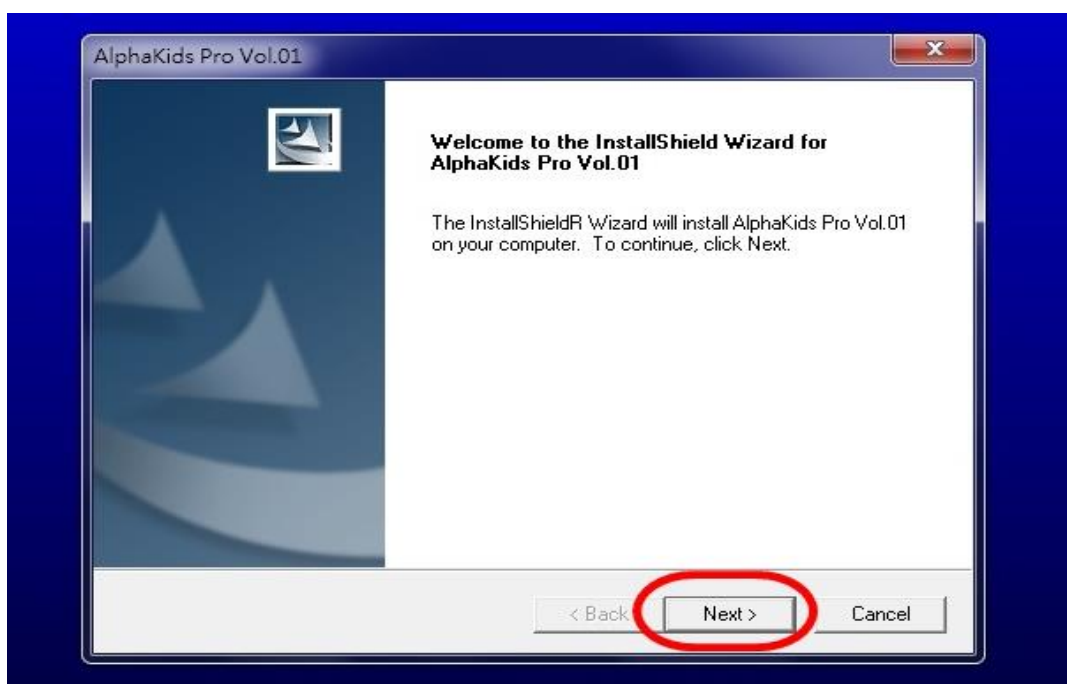 AlphaKids Pro Vol.01
Welcome to the InstallShield Wizard for
AlphaKids Pro Vol.01
The InstallShieldR Wizard will install AlphaKids Pro Vol.01
on your computer. To continue, click Next.
< Back
Next >
Cancel